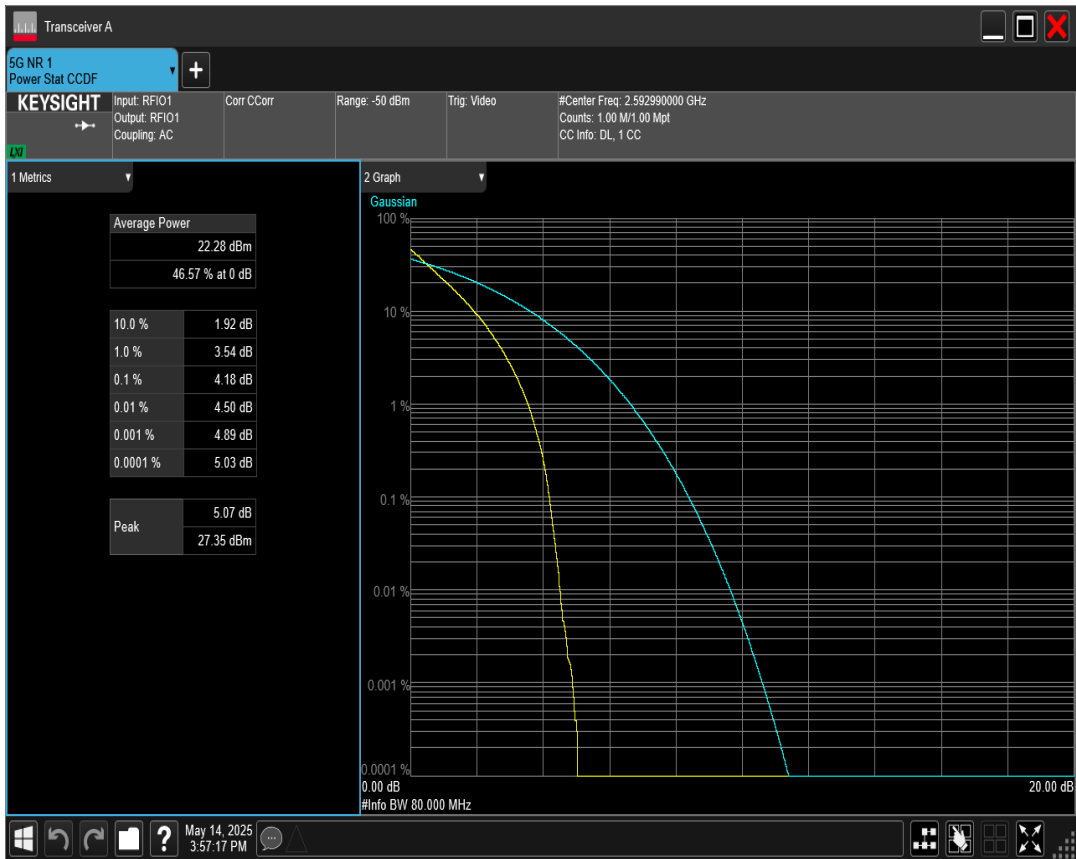 Transceiver A
5G NR 1
Power Stat CCDF
KEYSIGHT
LXI
Input: RFIO1
Output: RFIO1
Coupling: AC
Corr CCorr
Range: -50 dBm
Trig: Video
#Center Freq: 2.592990000 GHz
Counts: 1.00 M/1.00 Mpt
CC Info: DL, 1 CC
1 Metrics
Average Power
22.28 dBm
46.57 % at 0 dB
10.0 % 1.92 dB
1.0 % 3.54 dB
0.1 % 4.18 dB
0.01 % 4.50 dB
0.001 % 4.89 dB
0.0001 % 5.03 dB
Peak
5.07 dB
27.35 dBm
2 Graph
Gaussian
100 %
10 %
1 %
0.1 %
0.01 %
0.001 %
0.0001 %
0.00 dB 20.00 dB
#Info BW 80.000 MHz
May 14, 2025
3:57:17 PM